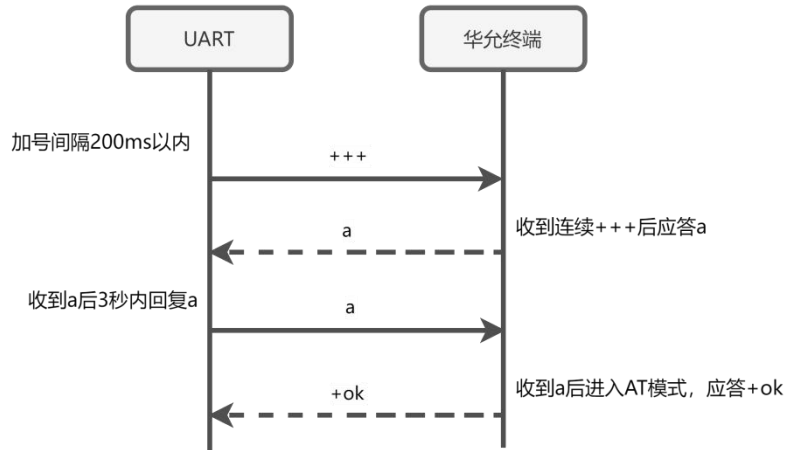 UART
华允终端
加号间隔200ms以内
+++
a
收到连续+++后应答a
收到a后3秒内回复a
a
+ok
收到a后进入AT模式，应答+ok